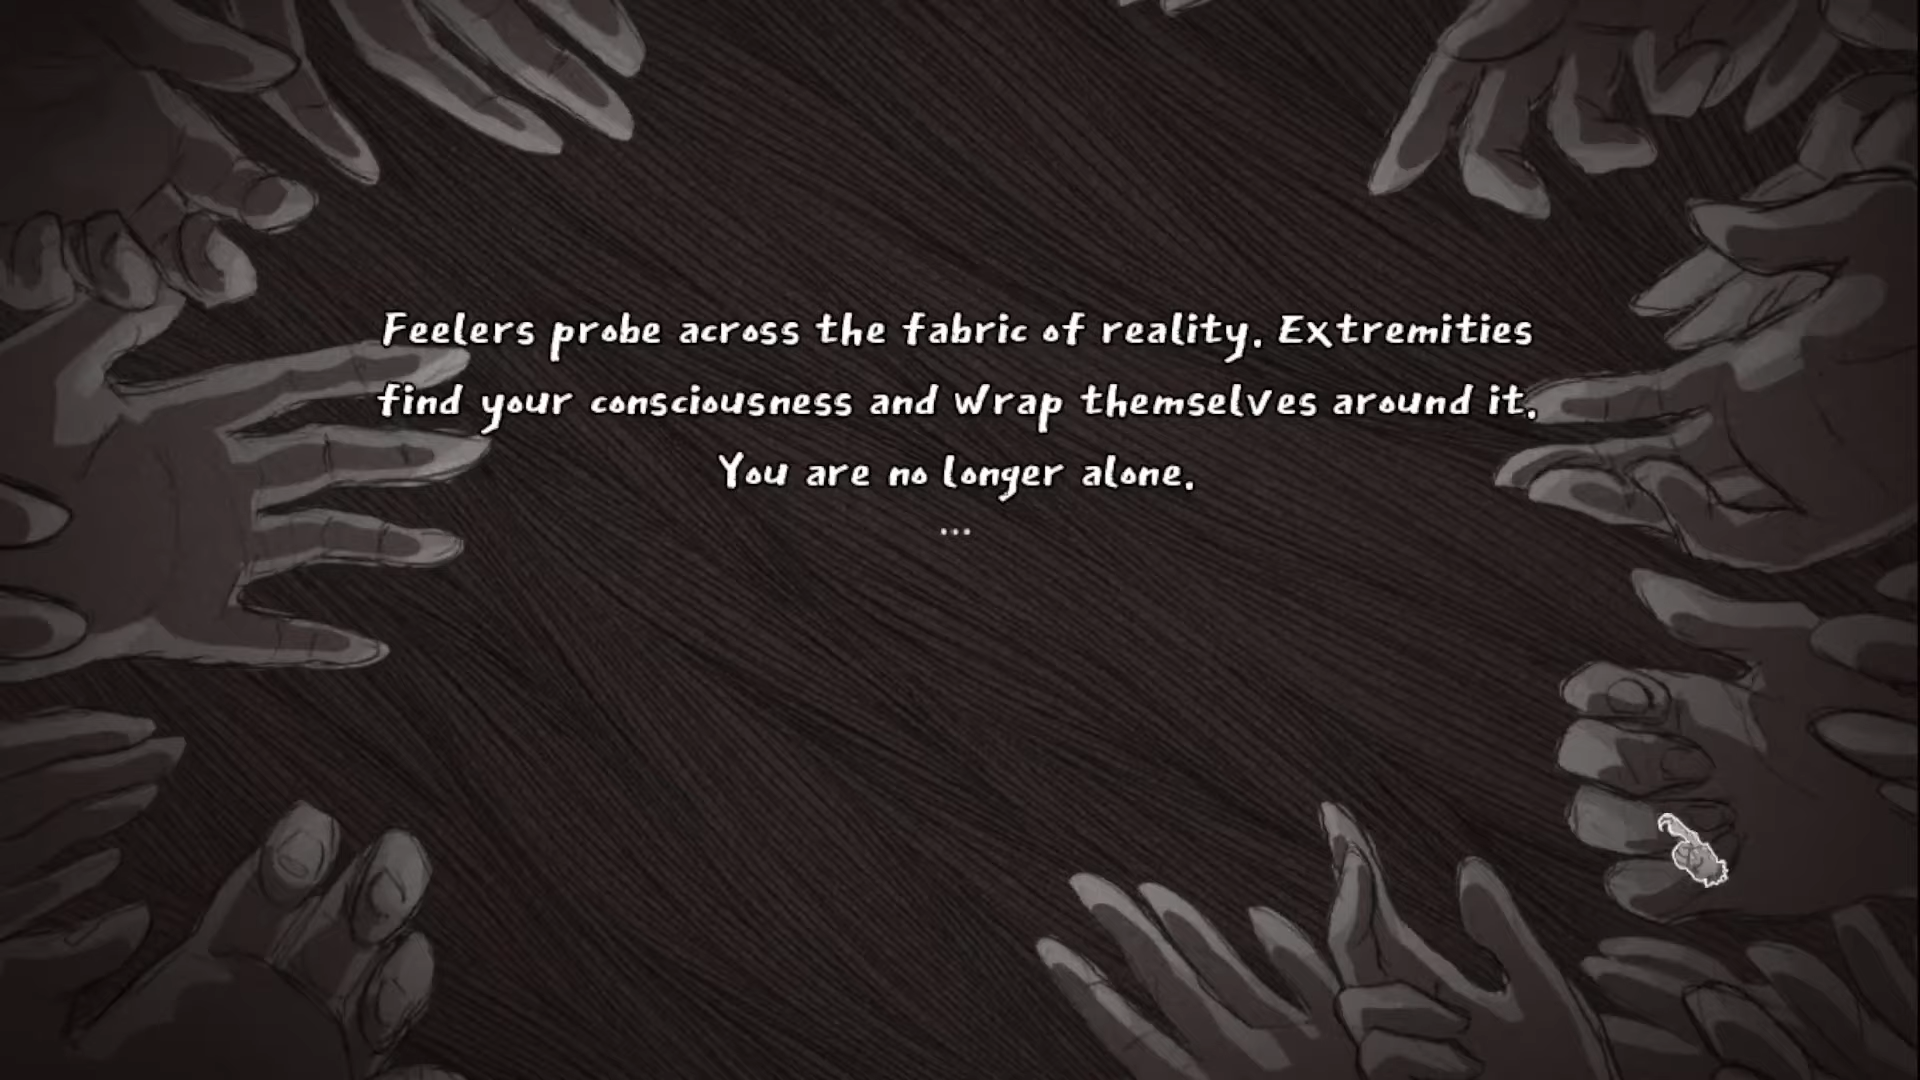 Feelers probe across the fabric of reality. Extremities
find your consciousness and wrap themselves around it.
You are no longer alone.
...